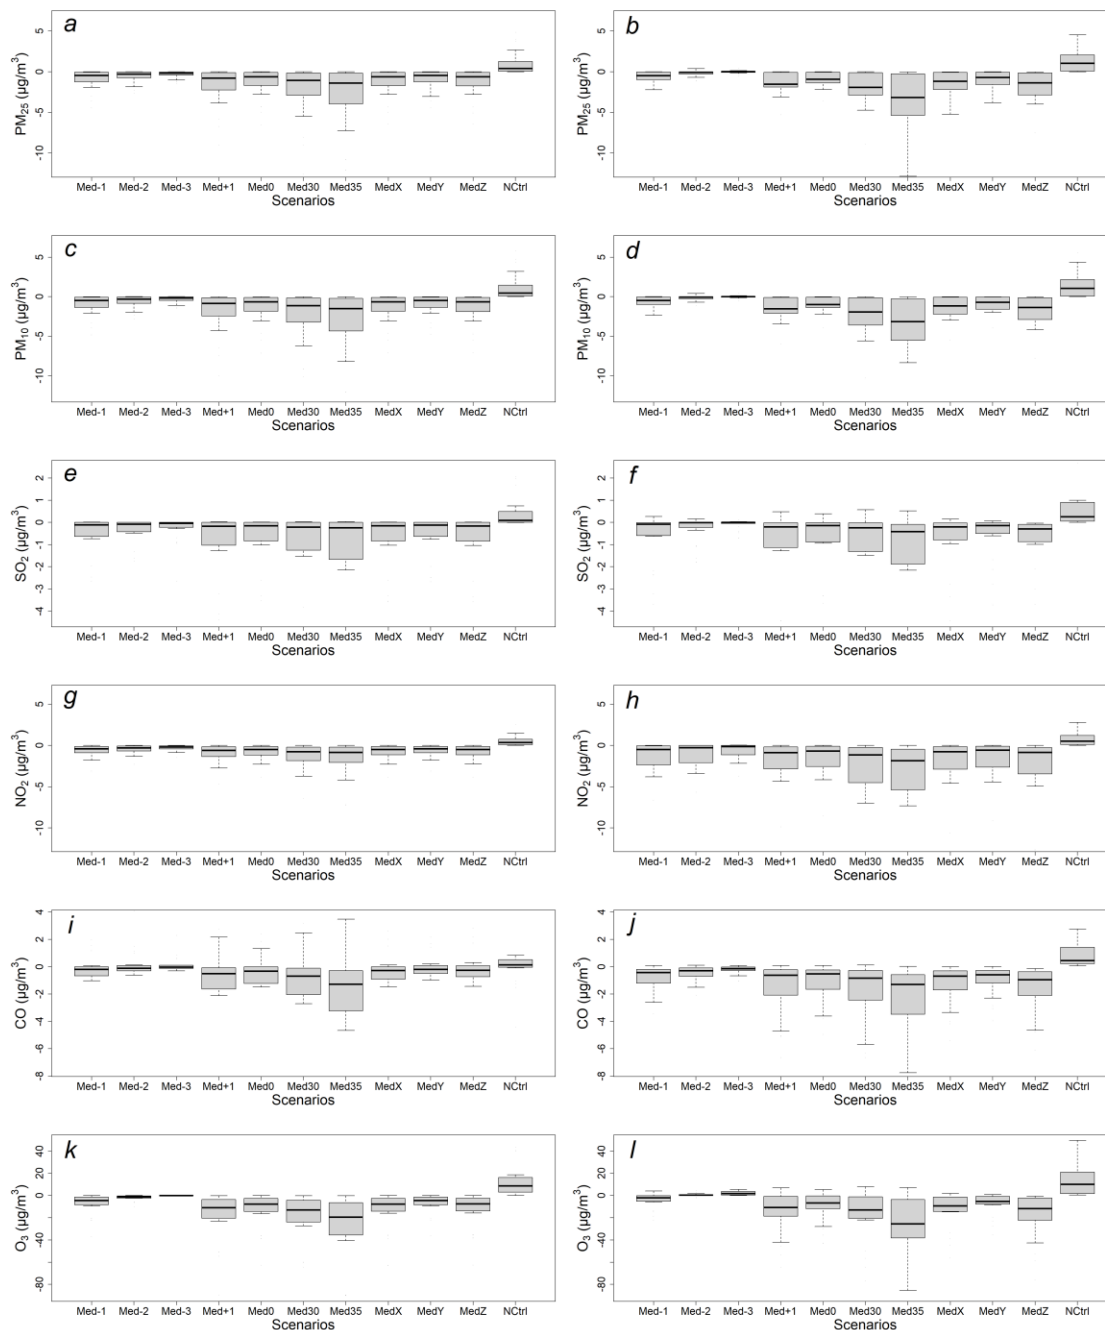 a
PM₂₅ (µg/m³)
5
0
-5
-10
Med-1 Med-2 Med-3 Med+1 Med0 Med30 Med35 MedX MedY MedZ NCtrl
Scenarios
b
PM₂₅ (µg/m³)
5
0
-5
-10
Med-1 Med-2 Med-3 Med+1 Med0 Med30 Med35 MedX MedY MedZ NCtrl
Scenarios
c
PM₁₀ (µg/m³)
5
0
-5
-10
Med-1 Med-2 Med-3 Med+1 Med0 Med30 Med35 MedX MedY MedZ NCtrl
Scenarios
d
PM₁₀ (µg/m³)
5
0
-5
-10
Med-1 Med-2 Med-3 Med+1 Med0 Med30 Med35 MedX MedY MedZ NCtrl
Scenarios
e
SO₂ (µg/m³)
2
1
0
-1
-2
-3
-4
Med-1 Med-2 Med-3 Med+1 Med0 Med30 Med35 MedX MedY MedZ NCtrl
Scenarios
f
SO₂ (µg/m³)
2
1
0
-1
-2
-3
-4
Med-1 Med-2 Med-3 Med+1 Med0 Med30 Med35 MedX MedY MedZ NCtrl
Scenarios
g
NO₂ (µg/m³)
5
0
-5
-10
Med-1 Med-2 Med-3 Med+1 Med0 Med30 Med35 MedX MedY MedZ NCtrl
Scenarios
h
NO₂ (µg/m³)
5
0
-5
-10
Med-1 Med-2 Med-3 Med+1 Med0 Med30 Med35 MedX MedY MedZ NCtrl
Scenarios
i
CO (µg/m³)
4
2
0
-2
-4
-6
-8
Med-1 Med-2 Med-3 Med+1 Med0 Med30 Med35 MedX MedY MedZ NCtrl
Scenarios
j
CO (µg/m³)
4
2
0
-2
-4
-6
-8
Med-1 Med-2 Med-3 Med+1 Med0 Med30 Med35 MedX MedY MedZ NCtrl
Scenarios
k
O₃ (µg/m³)
40
20
0
-40
-80
Med-1 Med-2 Med-3 Med+1 Med0 Med30 Med35 MedX MedY MedZ NCtrl
Scenarios
l
O₃ (µg/m³)
40
20
0
-40
-80
Med-1 Med-2 Med-3 Med+1 Med0 Med30 Med35 MedX MedY MedZ NCtrl
Scenarios